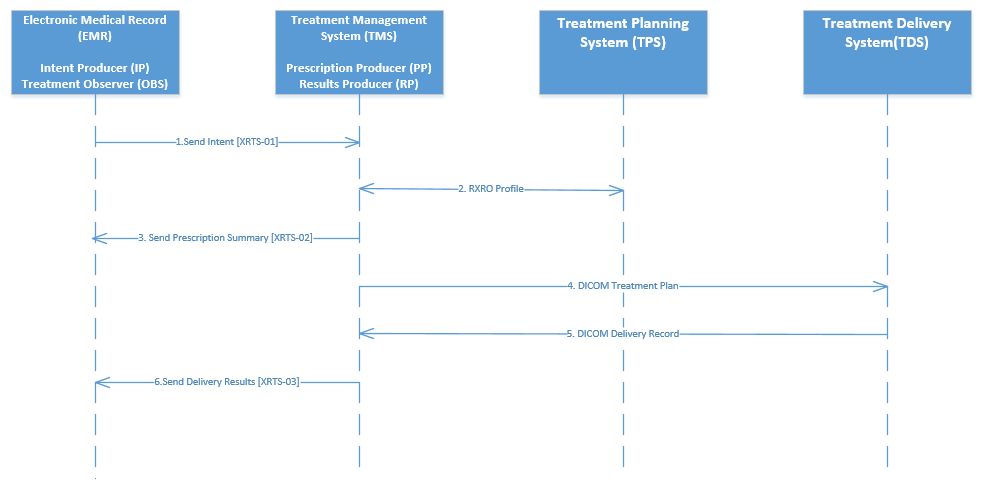 Electronic Medical Record
(EMR)
Intent Producer (IP)
Treatment Observer (OBS)
Treatment Management
System (TMS)
Prescription Producer (PP)
Results Producer (RP)
Treatment Planning
System (TPS)
Treatment Delivery
System(TDS)
1.Send Intent [XRTS-01]
2. RXRO Profile
3. Send Prescription Summary [XRTS-02]
4. DICOM Treatment Plan
5. DICOM Delivery Record
6.Send Delivery Results [XRTS-03]